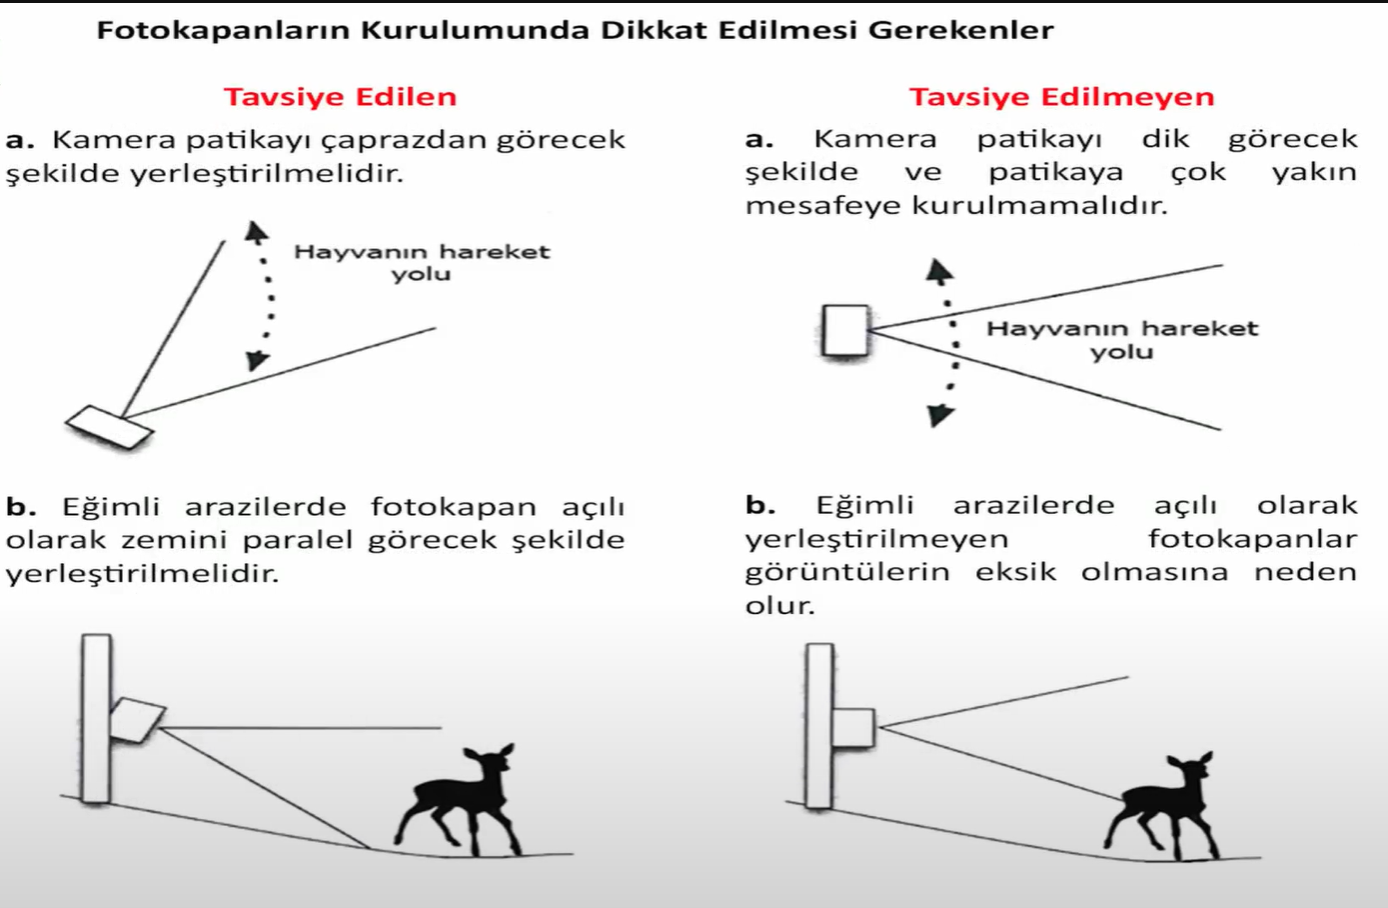 Fotokapanların Kurulumunda Dikkat Edilmesi Gerekenler
Tavsiye Edilen
a. Kamera patikayı çaprazdan görecek
şekilde yerleştirilmelidir.
Hayvanın hareket
yolu
b. Eğimli arazilerde fotokapan açılı
olarak zemini paralel görecek şekilde
yerleştirilmelidir.
Tavsiye Edilmeyen
a. Kamera patikayı dik görecek
şekilde ve patikaya çok yakın
mesafeye kurulmamalıdır.
Hayvanın hareket
yolu
b. Eğimli arazilerde açılı olarak
yerleştirilmeyen fotokapanlar
görüntülerin eksik olmasına neden
olur.